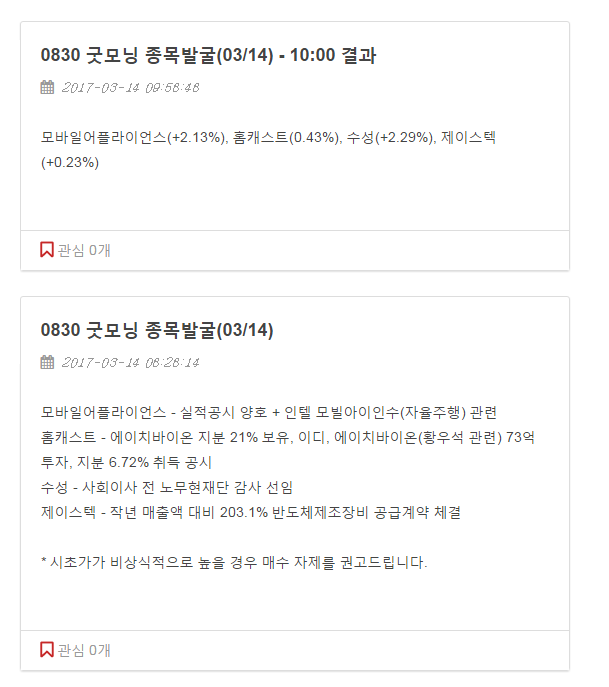 0830 굿모닝 종목발굴(03/14) - 10:00 결과
2017-03-14 09:58:48
모바일어플라이언스(+2.13%), 홈캐스트(0.43%), 수성(+2.29%), 제이스텍
(+0.23%)
관심 0개
0830 굿모닝 종목발굴(03/14)
2017-03-14 08:28:14
모바일어플라이언스 - 실적공시 양호 + 인텔 모빌아이인수(자율주행) 관련
홈캐스트 - 에이치바이온 지분 21% 보유, 이디, 에이치바이온(황우석 관련) 73억
투자, 지분 6.72% 취득 공시
수성 - 사회이사 전 노무현재단 감사 선임
제이스텍 - 작년 매출액 대비 203.1% 반도체제조장비 공급계약 체결
* 시초가가 비상식적으로 높을 경우 매수 자제를 권고드립니다.
관심 0개